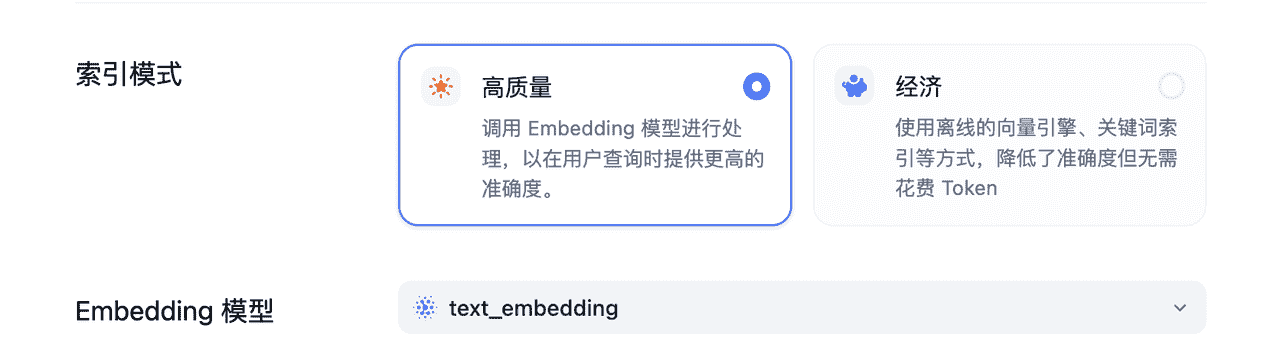 索引模式
高质量
调用 Embedding 模型进行处
理，以在用户查询时提供更高的
准确度。
经济
使用离线的向量引擎、关键词索
引等方式，降低了准确度但无需
花费 Token
Embedding 模型
text_embedding